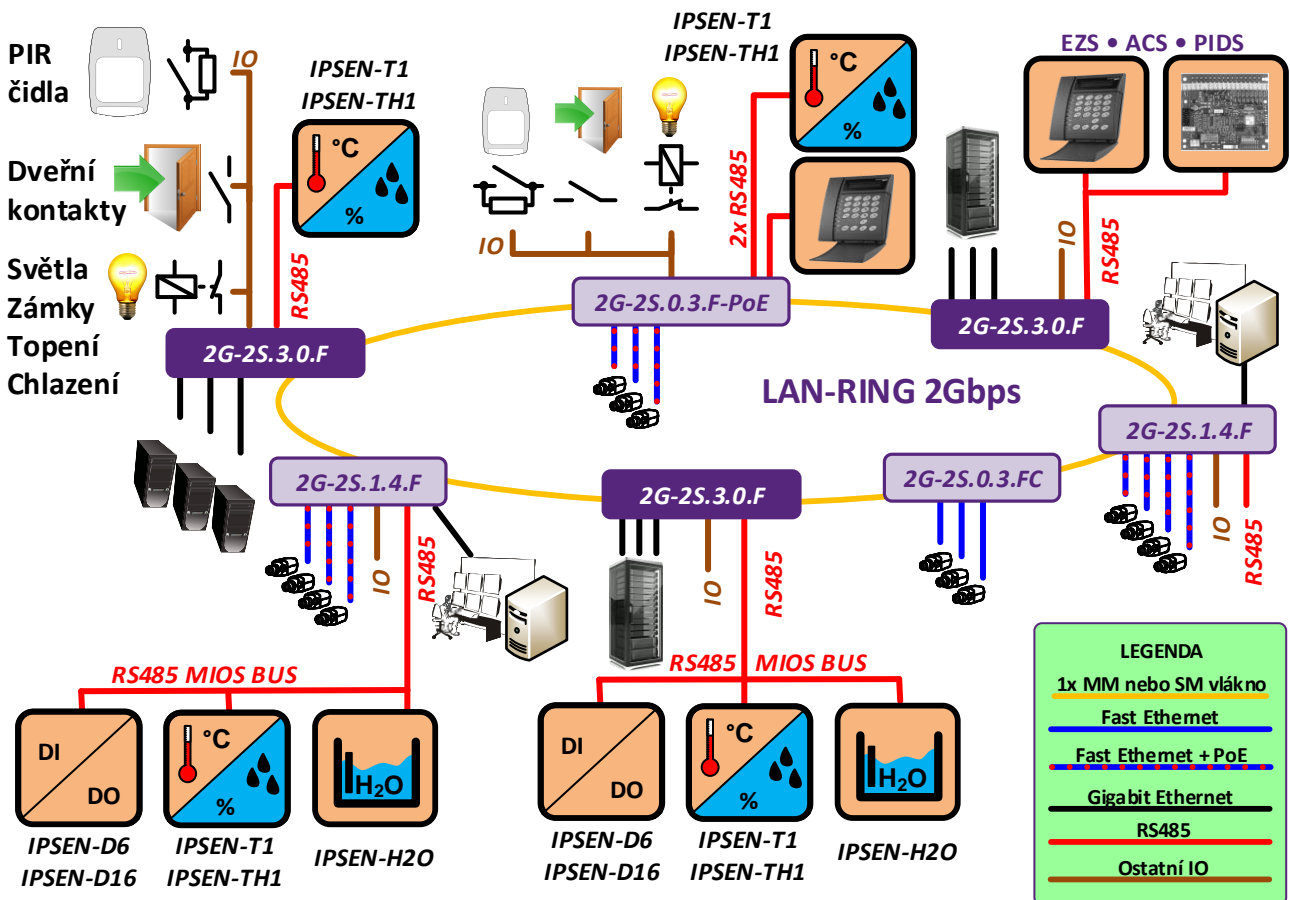 PIR
čidla
IO
IPSEN-T1
IPSEN-TH1
°C
%
Dveřní
kontakty
Světla
Zámky
Topení
Chlazení
RS485
2G-2S.3.0.F
IPSEN-T1
IPSEN-TH1
°C
%
IO
2x RS485
2G-2S.0.3.F-PoE
EZS • ACS • PIDS
IO
RS485
2G-2S.3.0.F
LAN-RING 2Gbps
2G-2S.1.4.F
IO
RS485
2G-2S.1.4.F
IO
RS485
2G-2S.3.0.F
IO
RS485
2G-2S.0.3.FC
RS485 MIOS BUS
DI
DO
°C
%
H2O
IPSEN-D6
IPSEN-D16
IPSEN-T1
IPSEN-TH1
IPSEN-H2O
RS485 MIOS BUS
DI
DO
°C
%
H2O
IPSEN-D6
IPSEN-D16
IPSEN-T1
IPSEN-TH1
IPSEN-H2O
LEGENDA
1x MM nebo SM vlákno
Fast Ethernet
Fast Ethernet + PoE
Gigabit Ethernet
RS485
Ostatní IO